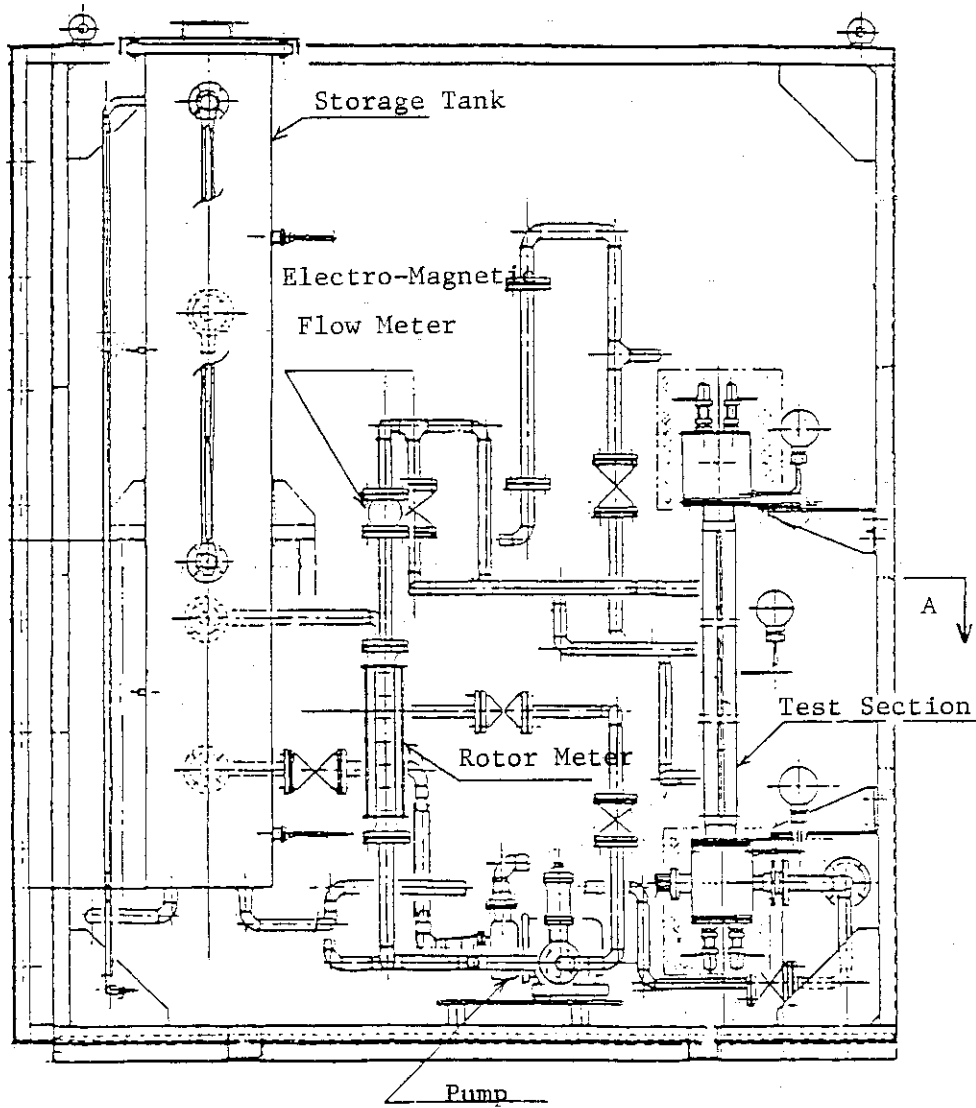 Storage Tank
Electro-Magnetic
Flow Meter
A
Test Section
Rotor Meter
Pump